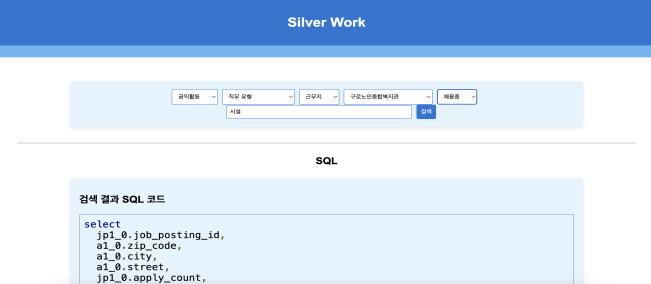 Silver Work
공익활동 직무 유형 근무지 구로노인종합복지관 채용중
시설 검색
SQL
검색 결과 SQL 코드
select
jp1_0.job_posting_id,
a1_0.zip_code,
a1_0.city,
a1_0.street,
jp1_0.apply_count,